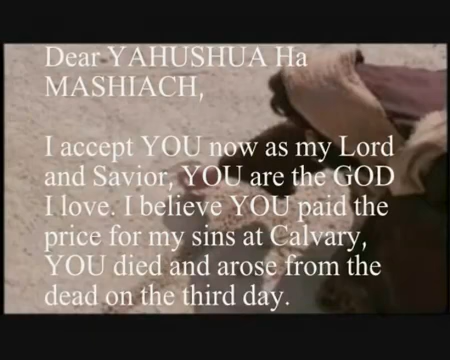 Dear YAHUSHUA Ha
MASHIACH,
I accept YOU now as my Lord
and Savior, YOU are the GOD
I love. I believe YOU paid the
price for my sins at Calvary,
YOU died and arose from the
dead on the third day.